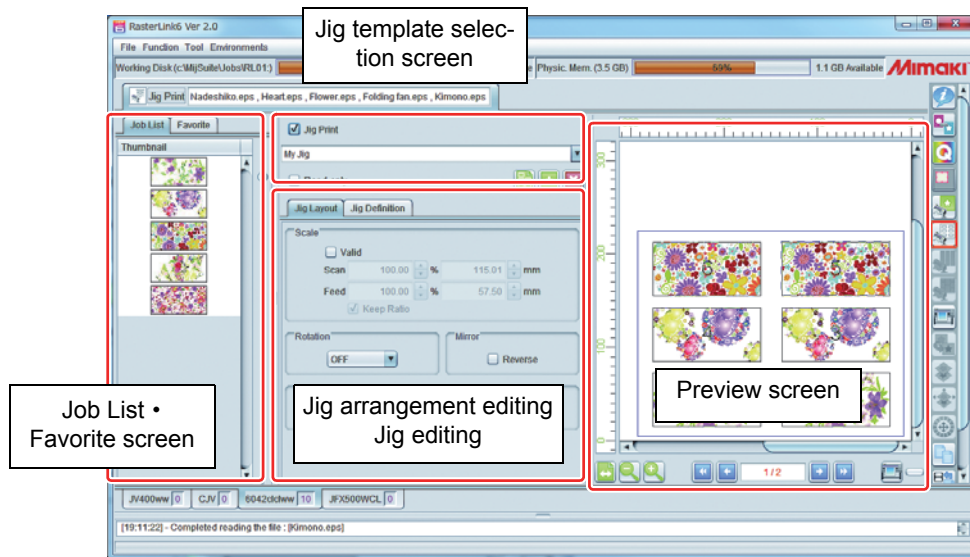 RasterLink6 Ver 2.0
Jig template selec-
tion screen
File Function Tool Environments
Working Disk (c:\MijSuite\Jobs\RL01:)
Physic. Mem. (3.5 GB)
69%
1.1 GB Available
Mimaki
Jig Print Nadeshiko.eps , Heart.eps , Flower.eps , Folding fan.eps , Kimono.eps
Job List Favorite
Thumbnail
Jig Print
My Jig
Jig Layout Jig Definition
Scale
Valid
Scan 100.00 % 115.01 mm
Feed 100.00 % 57.50 mm
Keep Ratio
Rotation
OFF
Mirror
Reverse
300
200
100
0
Job List •
Favorite screen
Jig arrangement editing
Jig editing
Preview screen
1/2
JV400ww 0 CJV 0 6042clclww 10 JFX500WCL 0
[19:11:22] - Completed reading the file : [Kimono.eps]